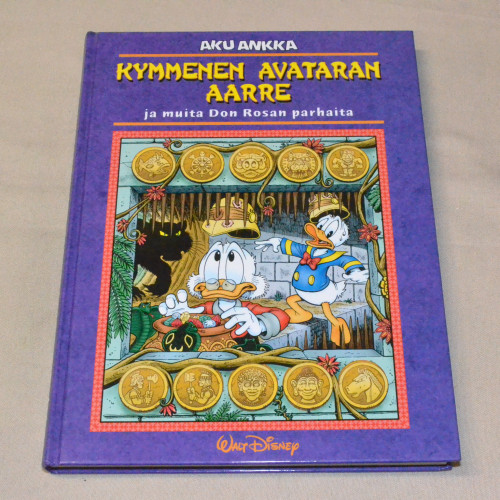 AKU ANKKA
KYMMENEN AVATARAN
AARRE
ja muita Don Rosan parhaita
WALT DISNEY